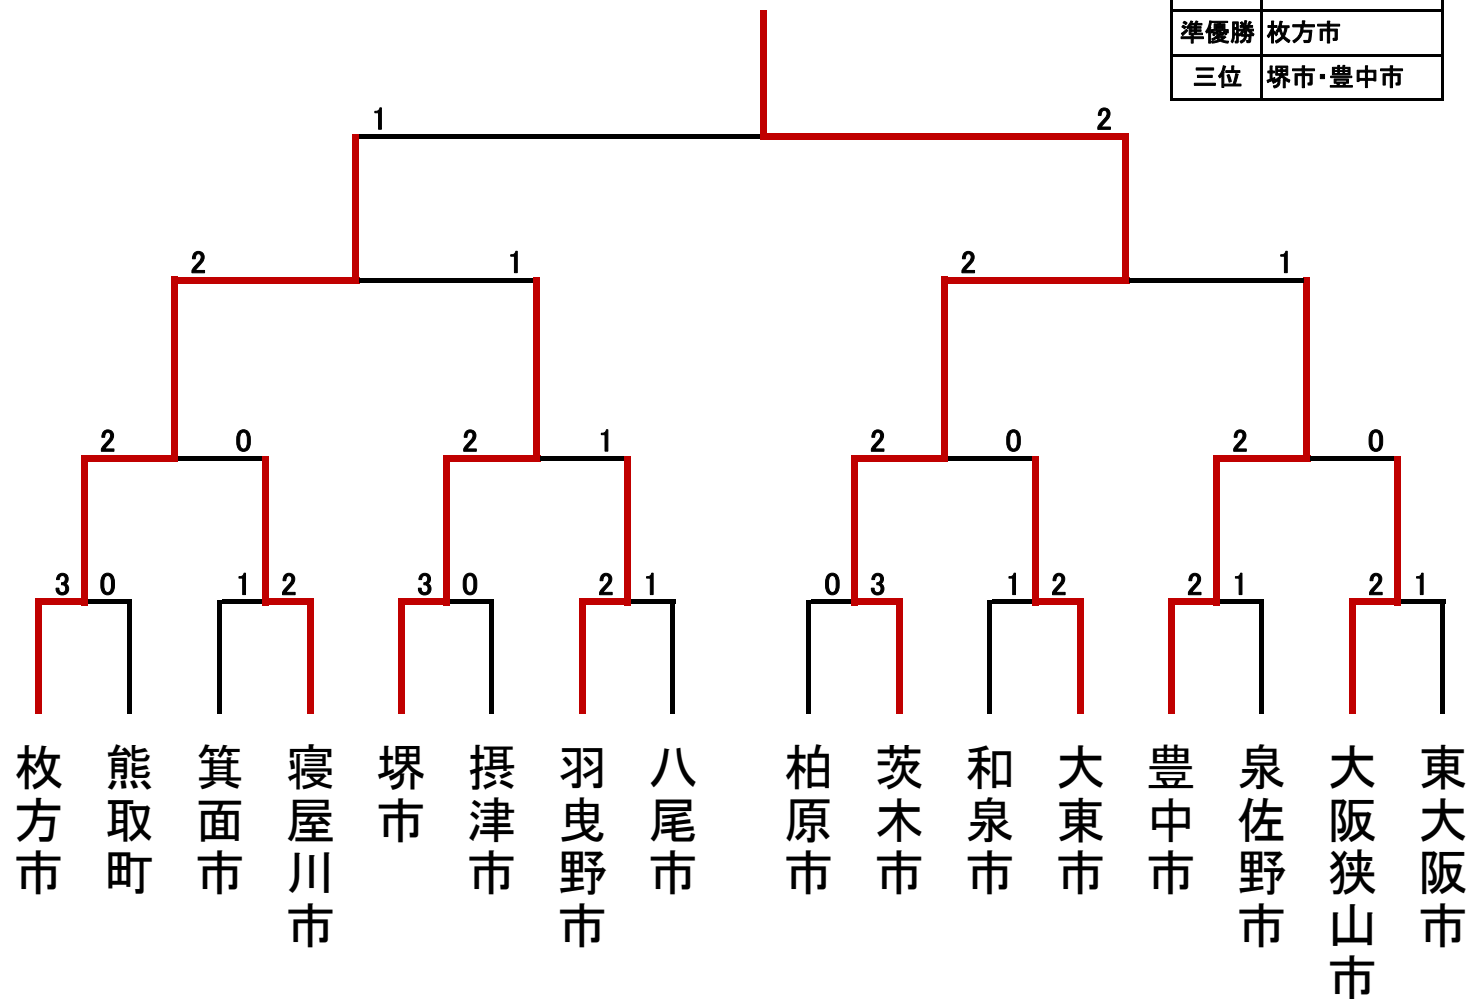 準優勝 枚方市
三位 堺市・豊中市
1 2
2 1 2 1
2 0 2 1 2 0 2 0
3 0 1 2 3 0 2 1 0 3 1 2 2 1 2 1
枚方市
熊取町
箕面市
寝屋川市
堺市
摂津市
羽曳野市
八尾市
柏原市
茨木市
和泉市
大東市
豊中市
泉佐野市
大阪狭山市
東大阪市